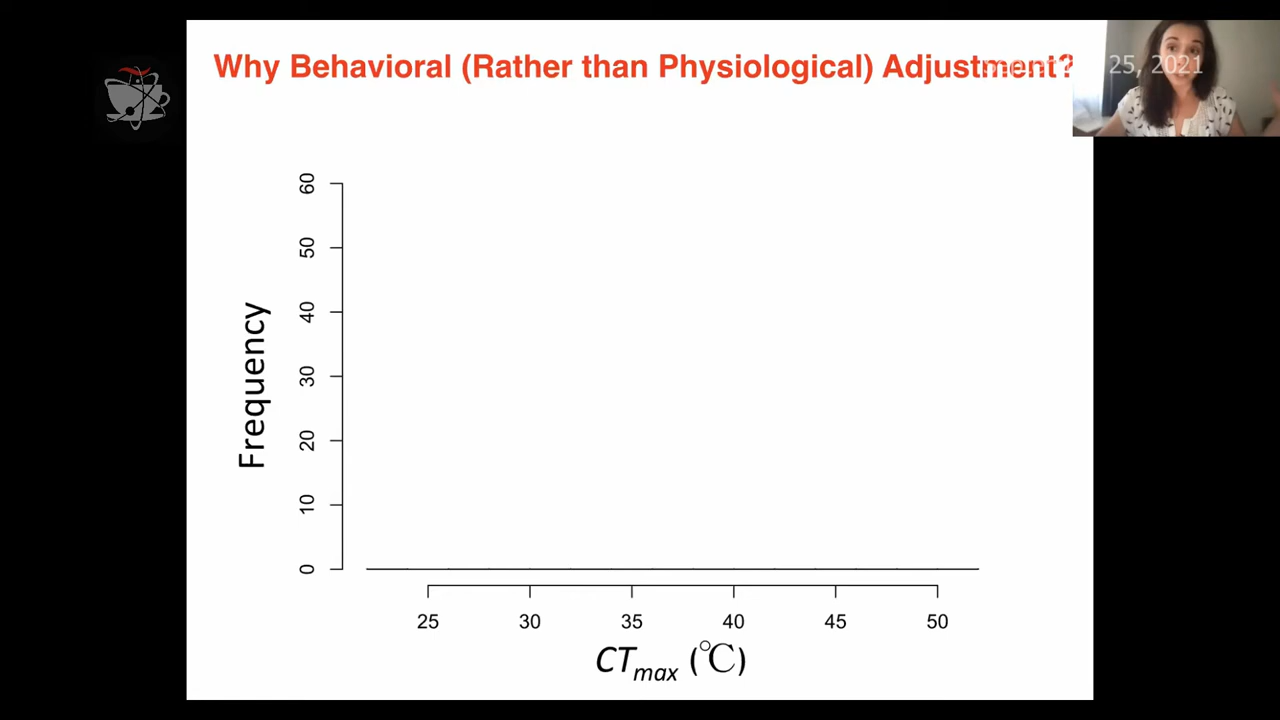 Why Behavioral (Rather than Physiological) Adjustment?
25, 2021
60
50
40
30
20
10
0
Frequency
25 30 35 40 45 50
CTmax (℃)